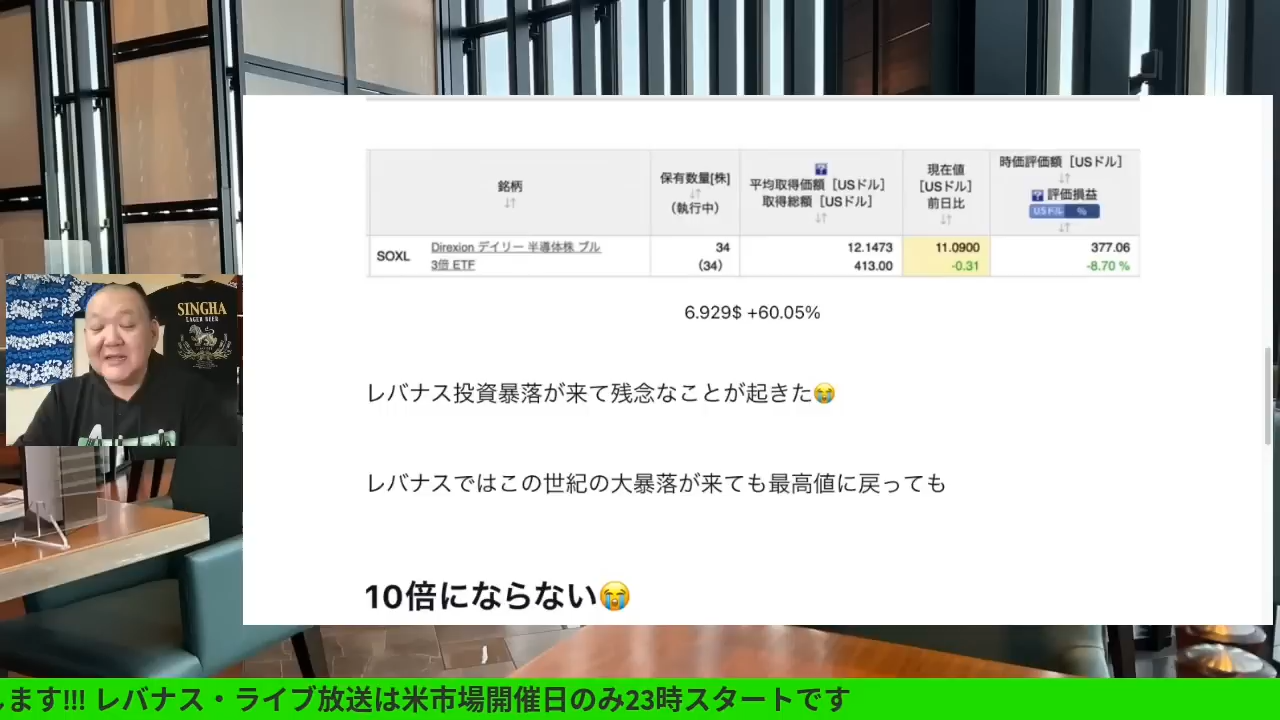 銘柄
保有数量[株]
(執行中)
平均取得価額［USドル］
取得総額［USドル］
現在値
［USドル］
前日比
時価評価額［USドル］
評価損益
USドル %
SOXL
Direxion デイリー 半導体株 ブル
3倍 ETF
34
(34)
12.1473
413.00
11.0900
-0.31
377.06
-8.70 %
6.929$ +60.05%
SINGHA
LAGER BEER
レバナス投資暴落が来て残念なことが起きた😭
レバナスではこの世紀の大暴落が来ても最高値に戻っても
10倍にならない😭
ます!!! レバナス・ライブ放送は米市場開催日のみ23時スタートです